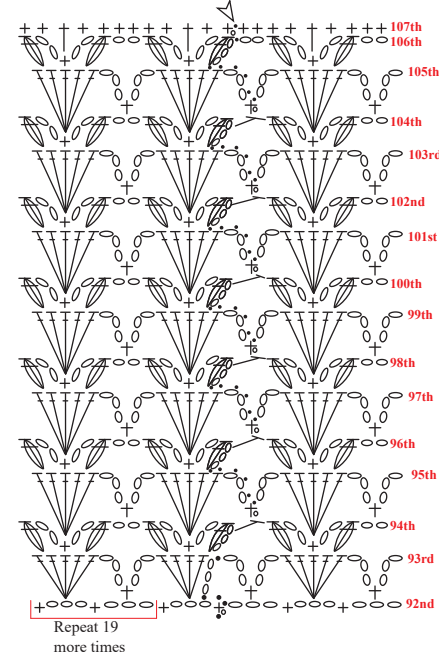 107th
106th
105th
104th
103rd
102nd
101st
100th
99th
98th
97th
96th
95th
94th
93rd
92nd
Repeat 19
more times